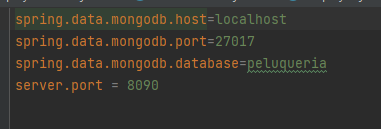 spring.data.mongodb.host=localhost
spring.data.mongodb.port=27017
spring.data.mongodb.database=peluqueria
server.port = 8090